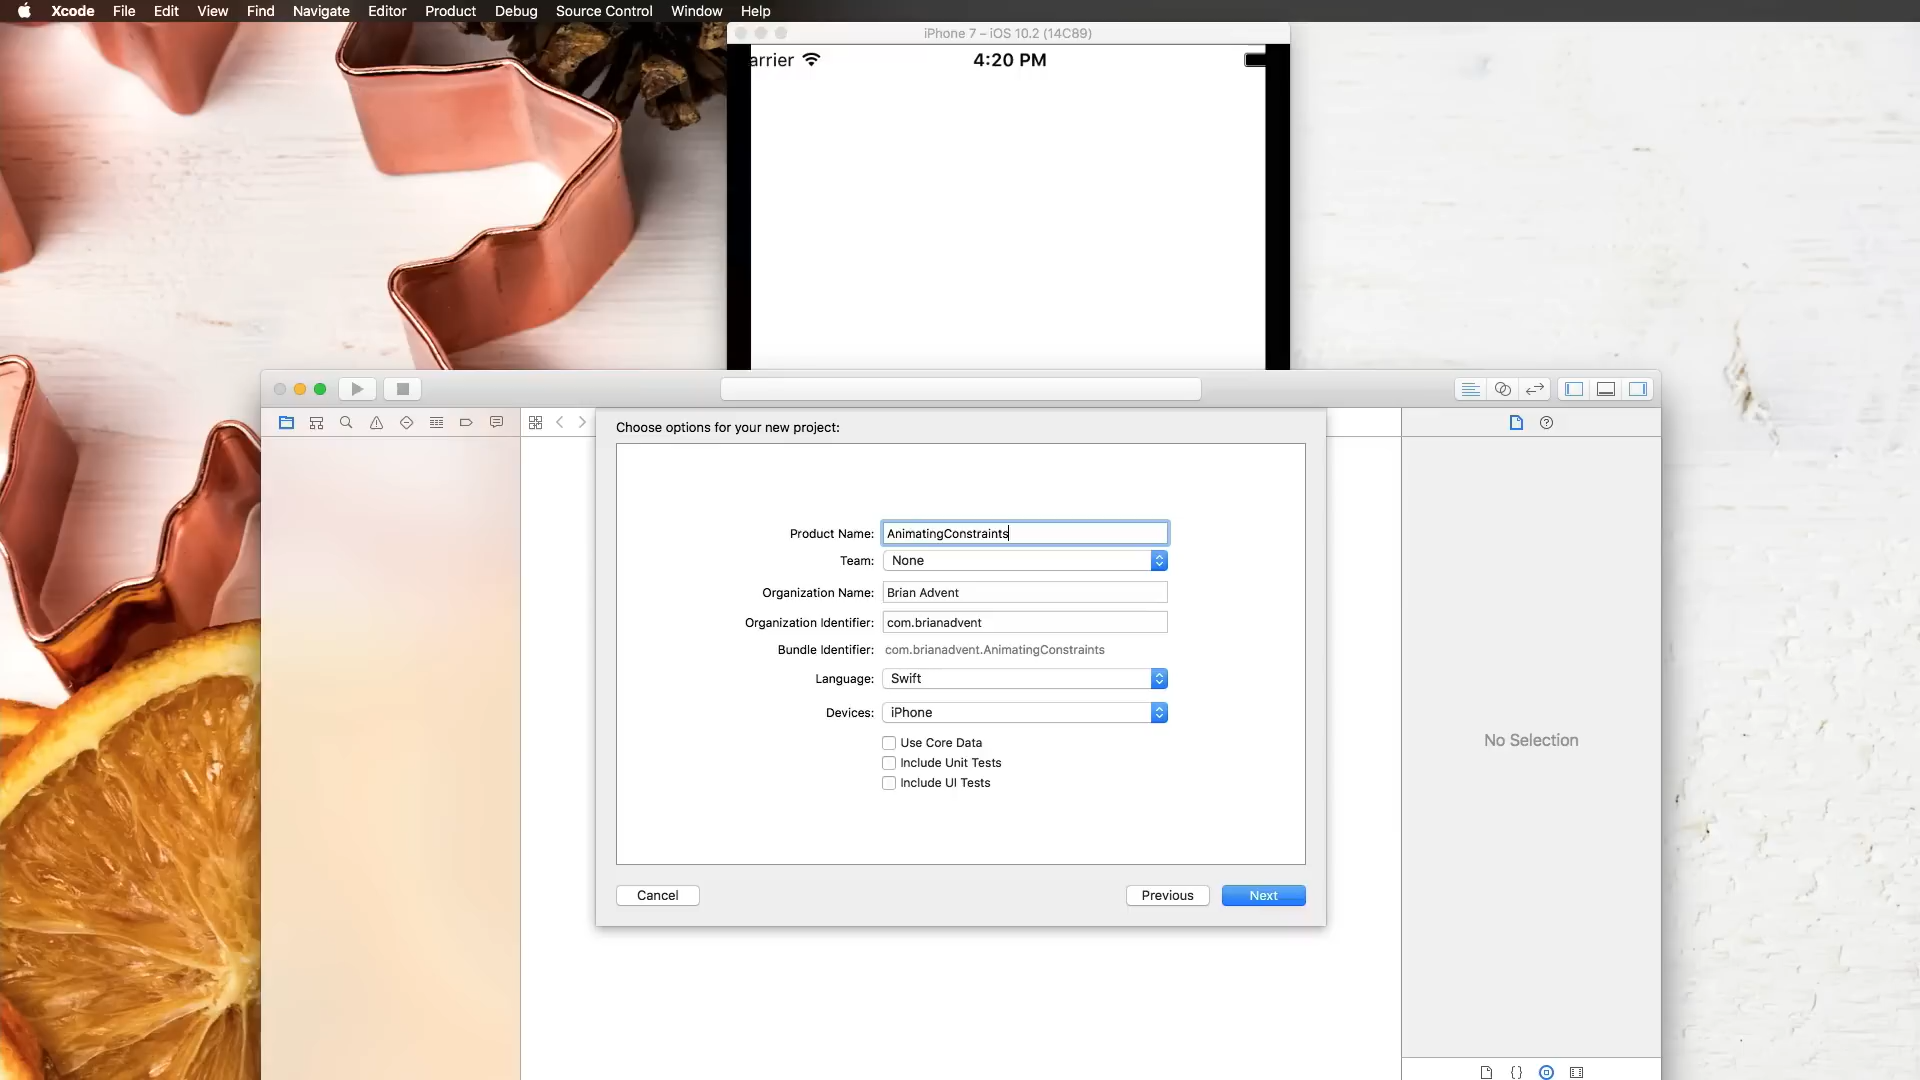 Xcode File Edit View Find Navigate Editor Product Debug Source Control Window Help
iPhone 7 – iOS 10.2 (14C89)
arrier 4:20 PM
Choose options for your new project:
Product Name: AnimatingConstraints
Team: None
Organization Name: Brian Advent
Organization Identifier: com.brianadvent
Bundle Identifier: com.brianadvent.AnimatingConstraints
Language: Swift
Devices: iPhone
Use Core Data
Include Unit Tests
Include UI Tests
No Selection
Cancel Previous Next